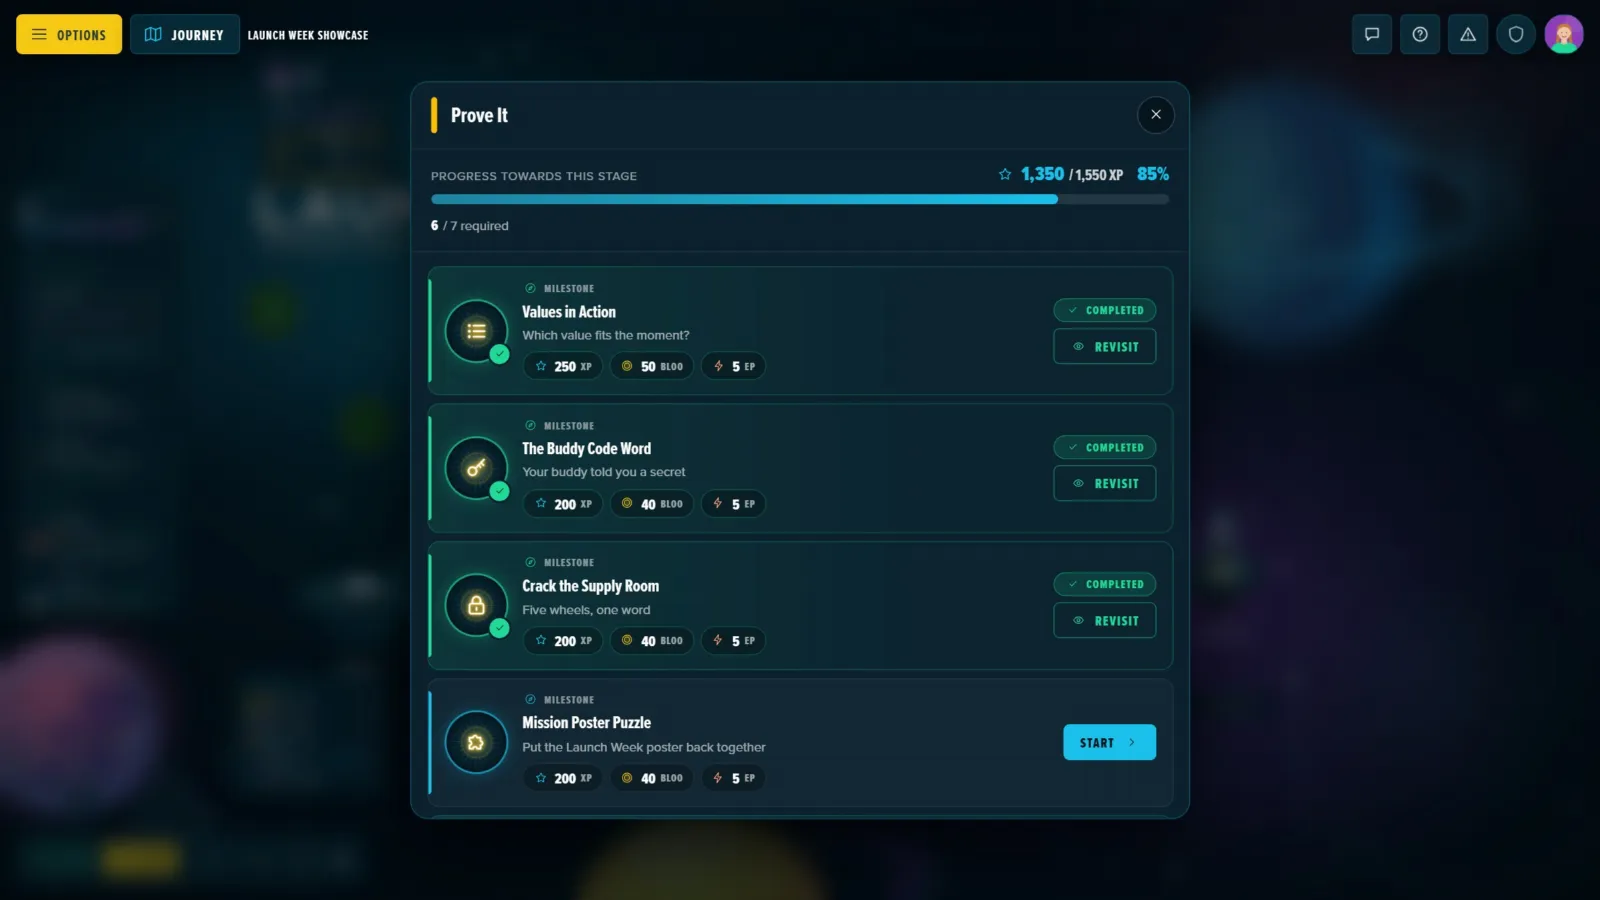 OPTIONS
JOURNEY
LAUNCH WEEK SHOWCASE
Prove It
PROGRESS TOWARDS THIS STAGE
1,350 / 1,550 XP 85%
6 / 7 required
MILESTONE
Values in Action
Which value fits the moment?
250 XP 50 BLOO 5 EP
COMPLETED
REVISIT
MILESTONE
The Buddy Code Word
Your buddy told you a secret
200 XP 40 BLOO 5 EP
COMPLETED
REVISIT
MILESTONE
Crack the Supply Room
Five wheels, one word
200 XP 40 BLOO 5 EP
COMPLETED
REVISIT
MILESTONE
Mission Poster Puzzle
Put the Launch Week poster back together
200 XP 40 BLOO 5 EP
START